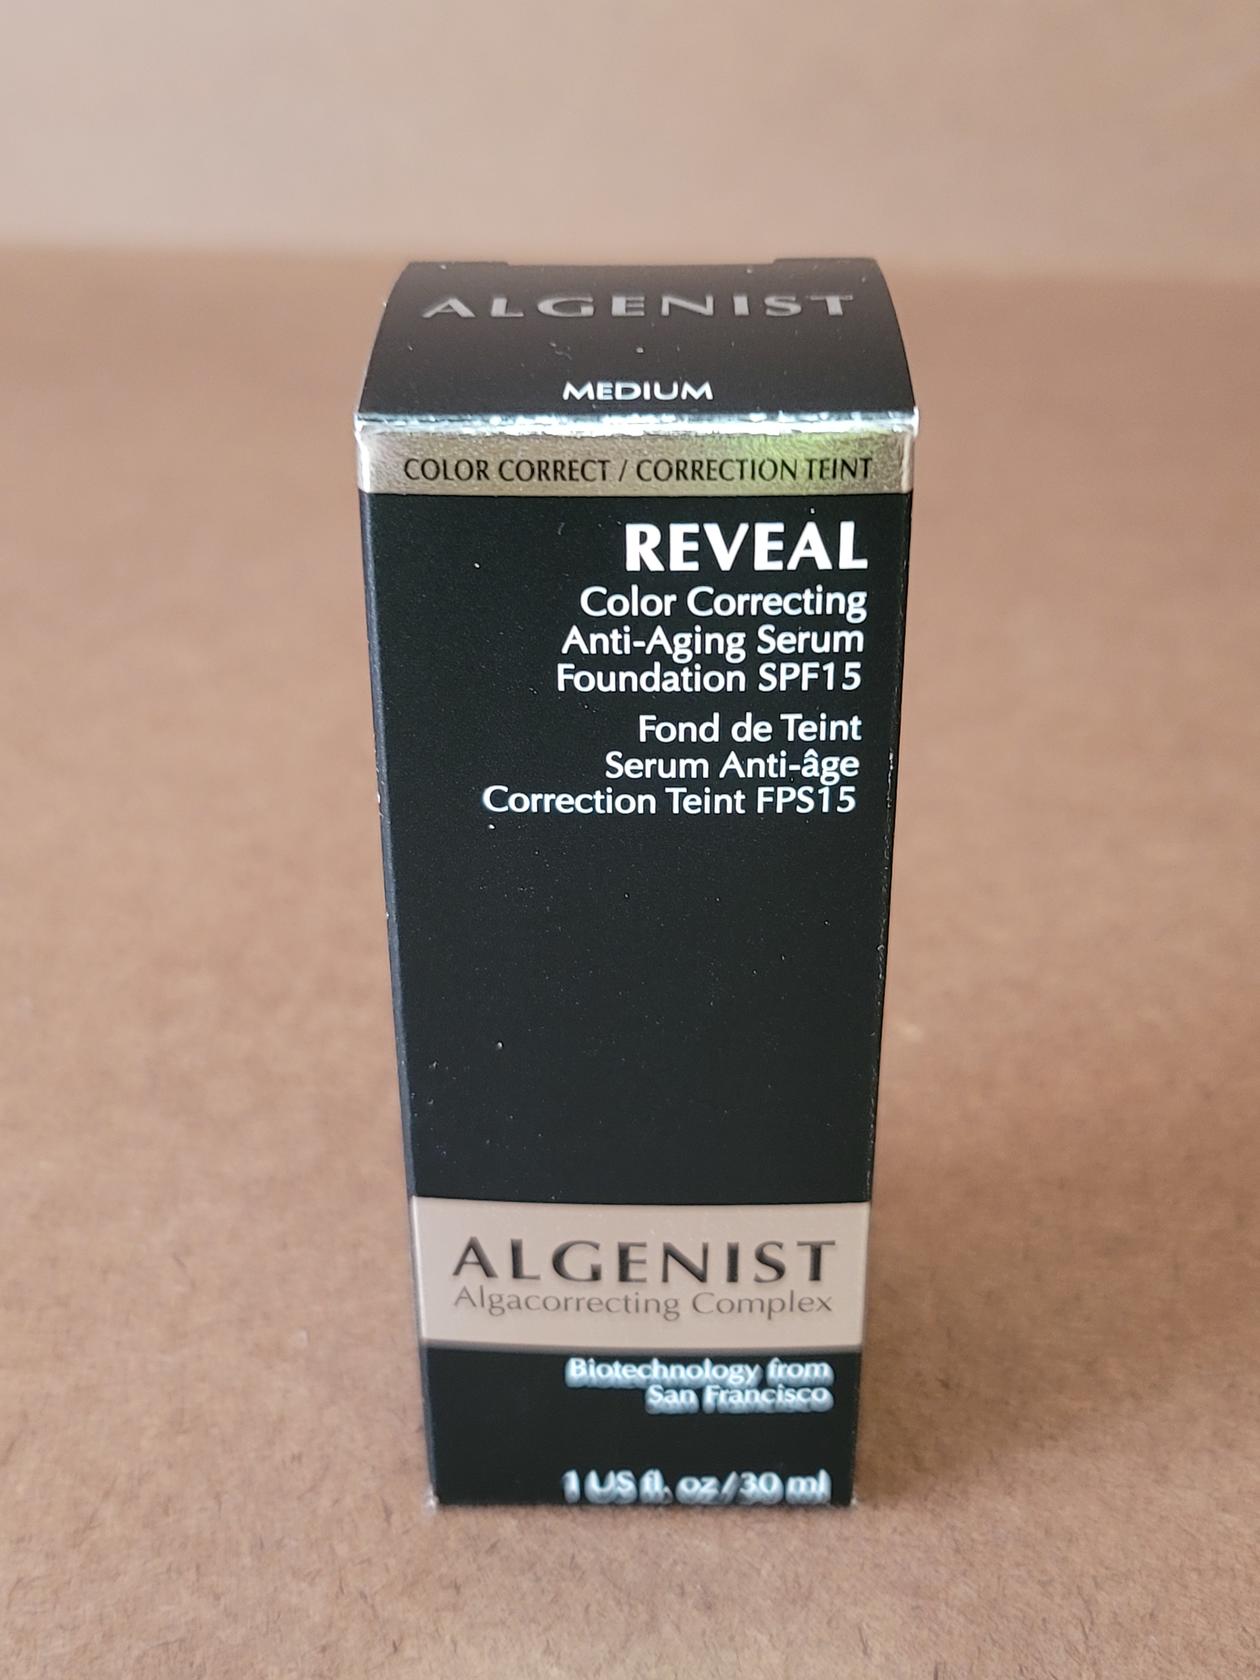 ALGENIST
MEDIUM
COLOR CORRECT / CORRECTION TEINT
REVEAL
Color Correcting
Anti-Aging Serum
Foundation SPF15
Fond de Teint
Serum Anti-âge
Correction Teint FPS15
ALGENIST
Algacorrecting Complex
Biotechnology from
San Francisco
1 US fl. oz/30 ml